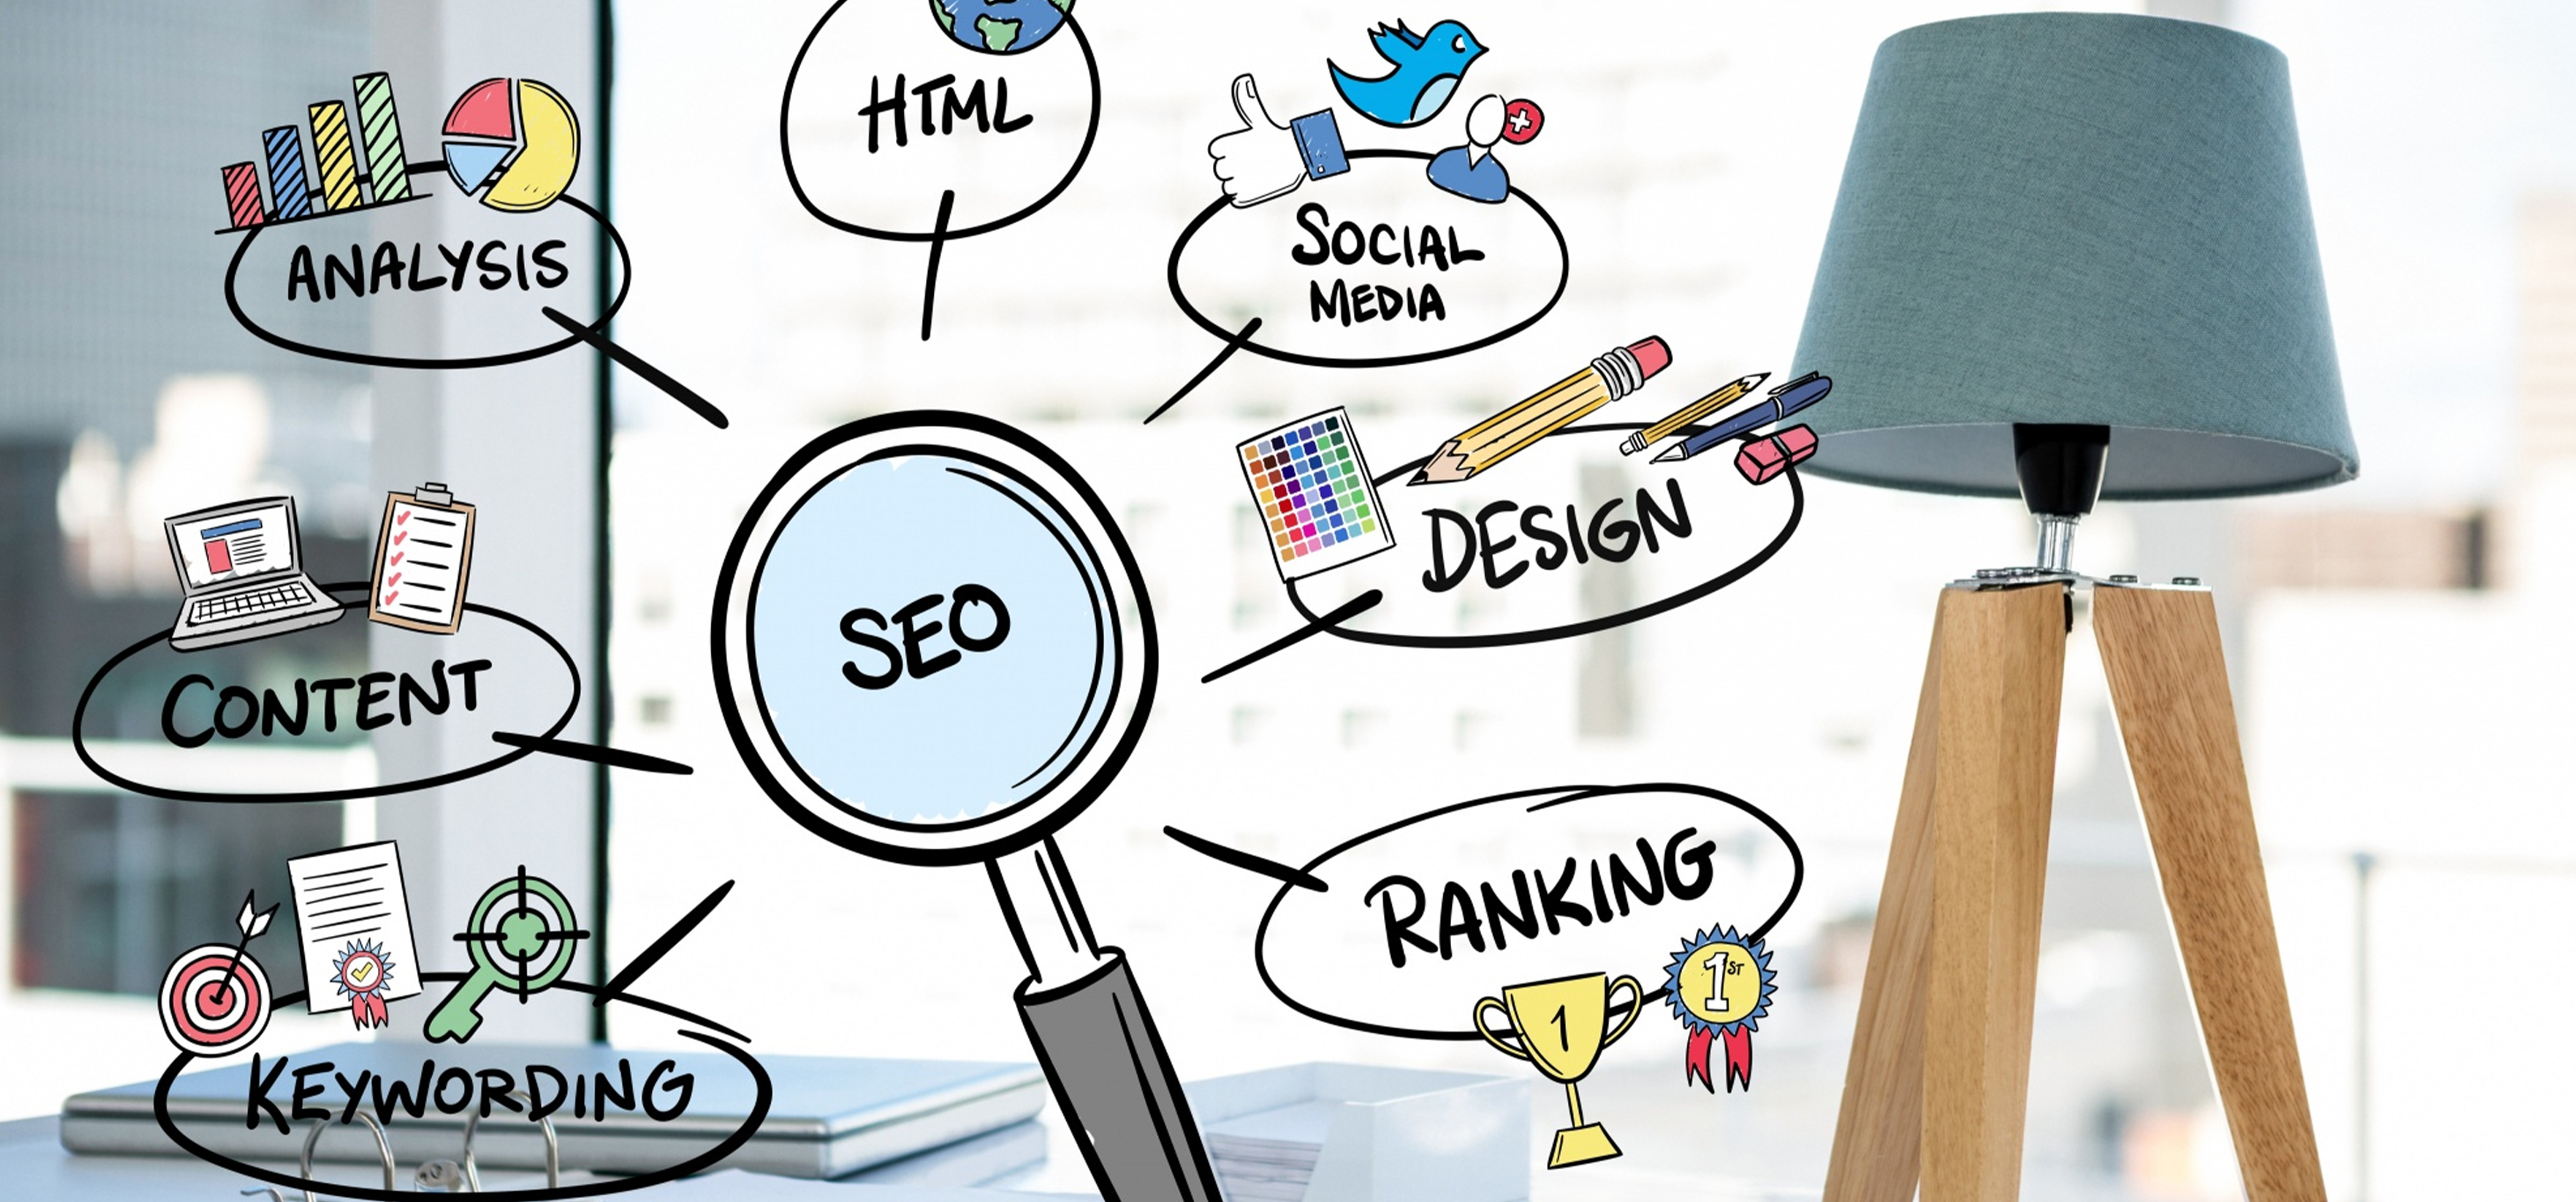 HTML
ANALYSIS
SOCIAL
MEDIA
DESIGN
SEO
CONTENT
RANKING
1
1ST
KEYWORDING